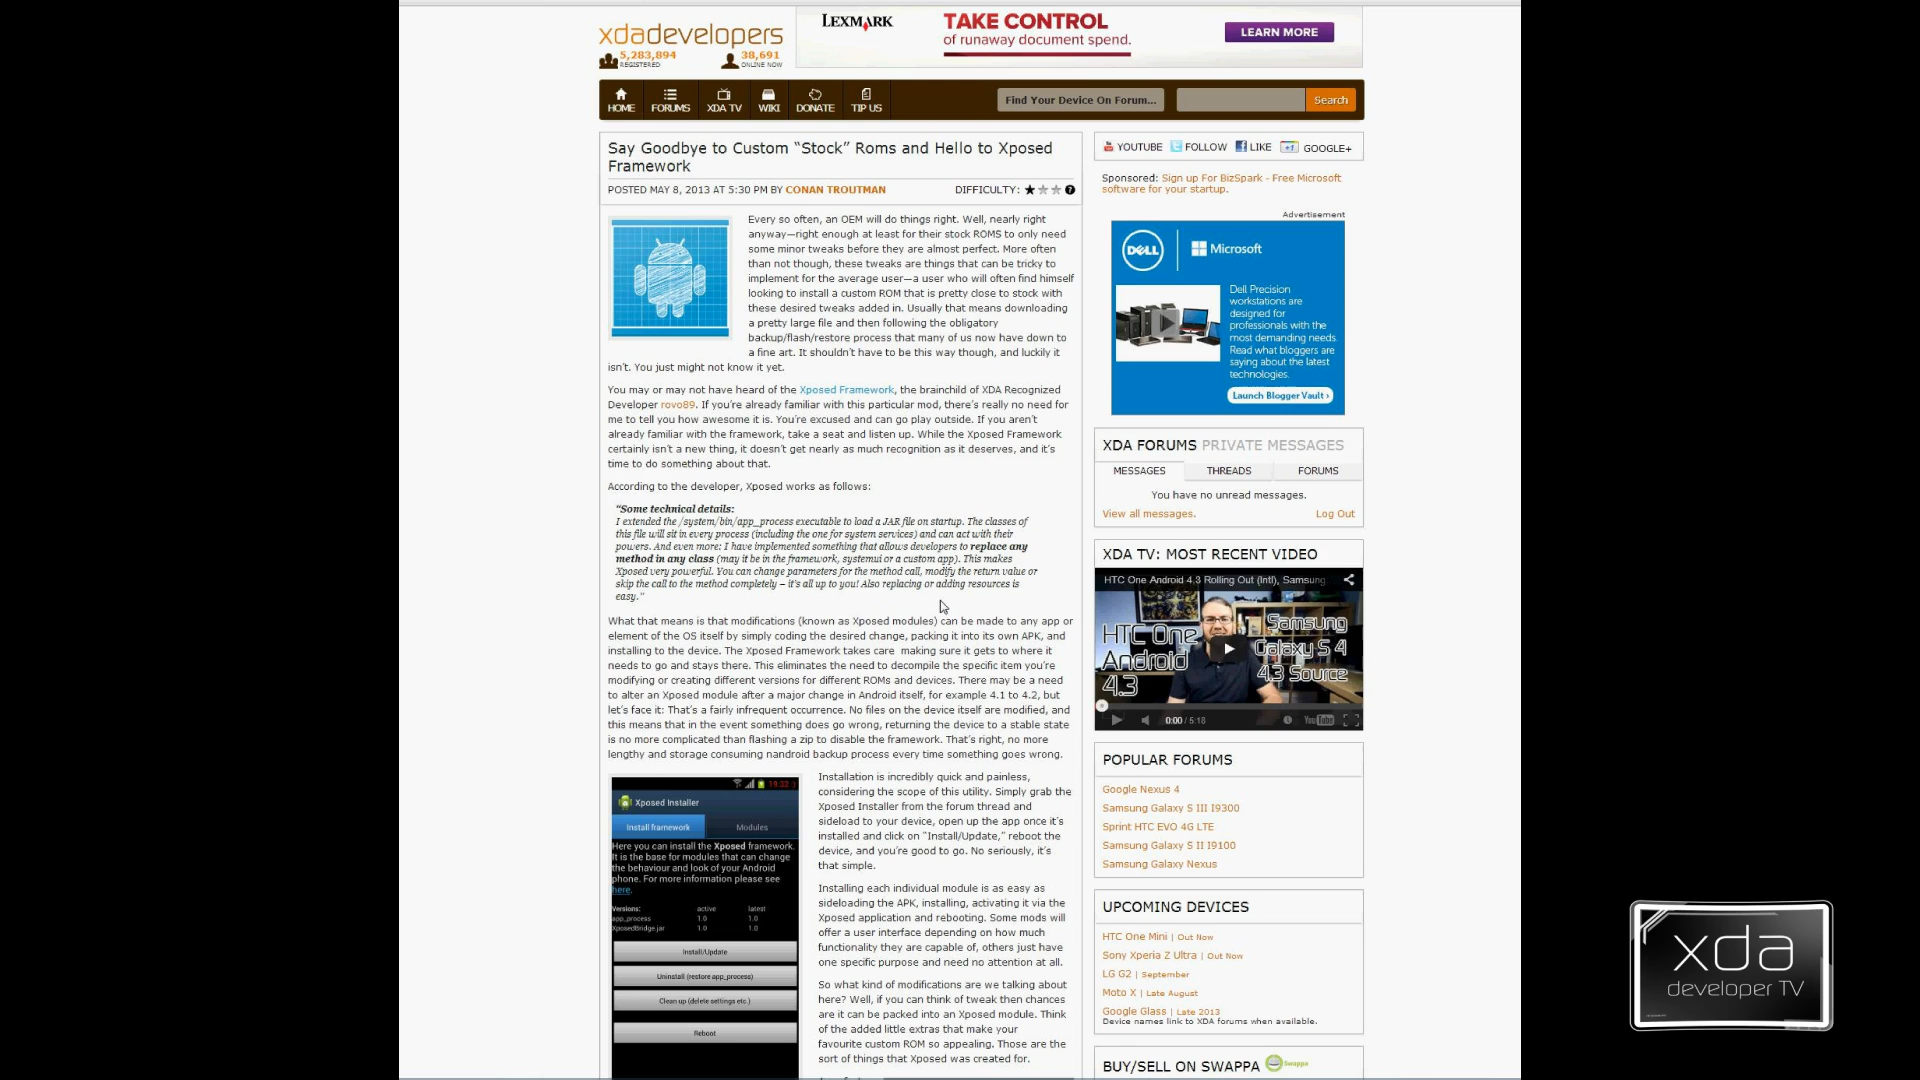 xdadevelopers
5,283,894
REGISTERED
38,691
ONLINE NOW
LEXMARK
TAKE CONTROL
of runaway document spend.
LEARN MORE
HOME
FORUMS
XDA TV
WIKI
DONATE
TIP US
Find Your Device On Forum...
Search
Say Goodbye to Custom “Stock” Roms and Hello to Xposed
Framework
POSTED MAY 8, 2013 AT 5:30 PM BY CONAN TROUTMAN
DIFFICULTY:
Every so often, an OEM will do things right. Well, nearly right
anyway—right enough at least for their stock ROMS to only need
some minor tweaks before they are almost perfect. More often
than not though, these tweaks are things that can be tricky to
implement for the average user—a user who will often find himself
looking to install a custom ROM that is pretty close to stock with
these desired tweaks added in. Usually that means downloading
a pretty large file and then following the obligatory
backup/flash/restore process that many of us now have down to
a fine art. It shouldn’t have to be this way though, and luckily it
isn’t. You just might not know it yet.
You may or may not have heard of the Xposed Framework, the brainchild of XDA Recognized
Developer rovo89. If you’re already familiar with this particular mod, there’s really no need for
me to tell you how awesome it is. You’re excused and can go play outside. If you aren’t
already familiar with the framework, take a seat and listen up. While the Xposed Framework
certainly isn’t a new thing, it doesn’t get nearly as much recognition as it deserves, and it’s
time to do something about that.
According to the developer, Xposed works as follows:
“Some technical details:
I extended the /system/bin/app_process executable to load a JAR file on startup. The classes of
this file will sit in every process (including the one for system services) and can act with their
powers. And even more: I have implemented something that allows developers to replace any
method in any class (may it be in the framework, systemui or a custom app). This makes
Xposed very powerful. You can change parameters for the method call, modify the return value or
skip the call to the method completely – it’s all up to you! Also replacing or adding resources is
easy.”
What that means is that modifications (known as Xposed modules) can be made to any app or
element of the OS itself by simply coding the desired change, packing it into its own APK, and
installing to the device. The Xposed Framework takes care  making sure it gets to where it
needs to go and stays there. This eliminates the need to decompile the specific item you’re
modifying or creating different versions for different ROMs and devices. There may be a need
to alter an Xposed module after a major change in Android itself, for example 4.1 to 4.2, but
let’s face it: That’s a fairly infrequent occurrence. No files on the device itself are modified, and
this means that in the event something does go wrong, returning the device to a stable state
is no more complicated than flashing a zip to disable the framework. That’s right, no more
lengthy and storage consuming nandroid backup process every time something goes wrong.
19:32
Xposed Installer
Install framework
Modules
Here you can install the Xposed framework.
It is the base for modules that can change
the behaviour and look of your Android
phone. For more information please see
here.
Versions: active latest
app_process 1.0 1.0
XposedBridge.jar 1.0 1.0
Install/Update
Uninstall (restore app_process)
Clean up (delete settings etc.)
Reboot
Installation is incredibly quick and painless,
considering the scope of this utility. Simply grab the
Xposed Installer from the forum thread and
sideload to your device, open up the app once it’s
installed and click on “Install/Update,” reboot the
device, and you’re good to go. No seriously, it’s
that simple.
Installing each individual module is as easy as
sideloading the APK, installing, activating it via the
Xposed application and rebooting. Some mods will
offer a user interface depending on how much
functionality they are capable of, others just have
one specific purpose and need no attention at all.
So what kind of modifications are we talking about
here? Well, if you can think of tweak then chances
are it can be packed into an Xposed module. Think
of the added little extras that make your
favourite custom ROM so appealing. Those are the
sort of things that Xposed was created for.
YOUTUBE
FOLLOW
LIKE
GOOGLE+
Sponsored: Sign up For BizSpark - Free Microsoft
software for your startup.
Advertisement
DELL
Microsoft
Dell Precision
workstations are
designed for
professionals with the
most demanding needs.
Read what bloggers are
saying about the latest
technologies.
Launch Blogger Vault ›
XDA FORUMS PRIVATE MESSAGES
MESSAGES
THREADS
FORUMS
You have no unread messages.
View all messages.
Log Out
XDA TV: MOST RECENT VIDEO
HTC One Android 4.3 Rolling Out (Intl), Samsung
HTC One
Android
4.3
Samsung
Galaxy S 4
4.3 Source
0:00 / 5:18
YouTube
POPULAR FORUMS
Google Nexus 4
Samsung Galaxy S III I9300
Sprint HTC EVO 4G LTE
Samsung Galaxy S II I9100
Samsung Galaxy Nexus
UPCOMING DEVICES
HTC One Mini | Out Now
Sony Xperia Z Ultra | Out Now
LG G2 | September
Moto X | Late August
Google Glass | Late 2013
Device names link to XDA forums when available.
BUY/SELL ON SWAPPA
Swappa
xda
developer TV